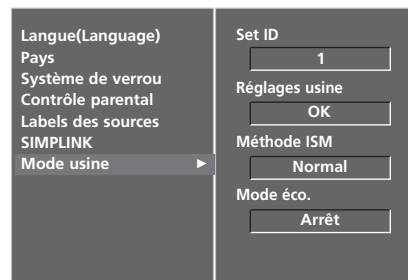 Langue(Language)
Pays
Système de verrou
Contrôle parental
Labels des sources
SIMPLINK
Mode usine ►
Set ID
1
Réglages usine
OK
Méthode ISM
Normal
Mode éco.
Arrêt